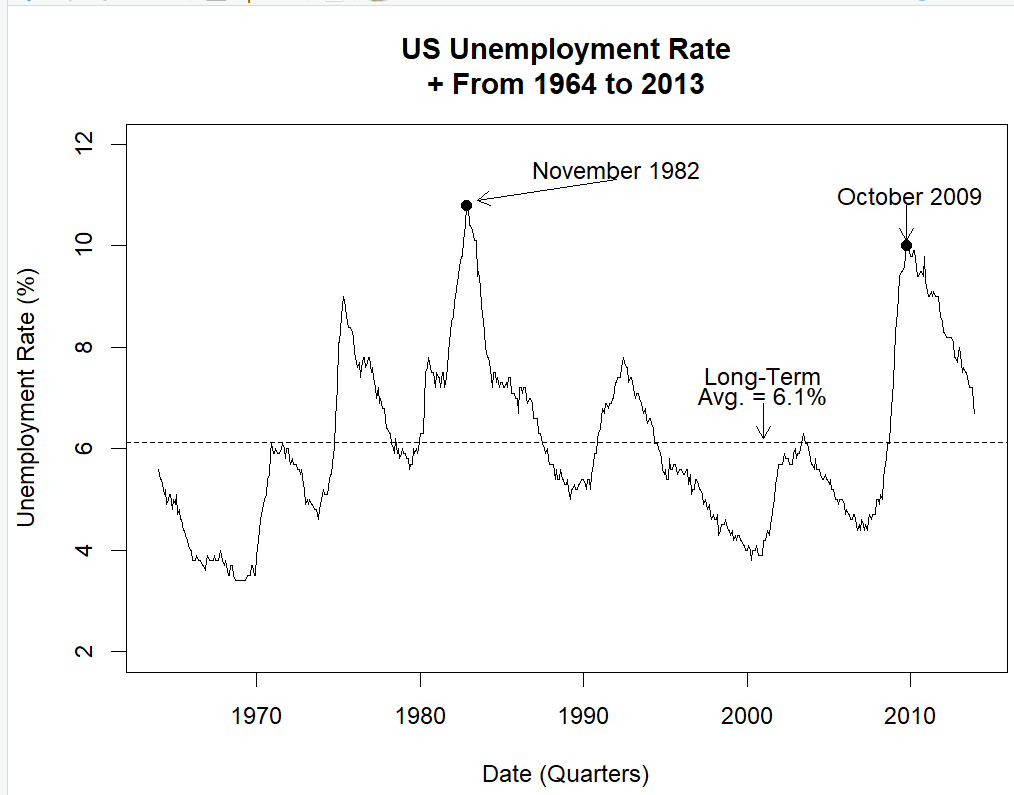 US Unemployment Rate
+ From 1964 to 2013
12
10
8
6
4
2
Unemployment Rate (%)
November 1982
October 2009
Long-Term
Avg. = 6.1%
1970
1980
1990
2000
2010
Date (Quarters)